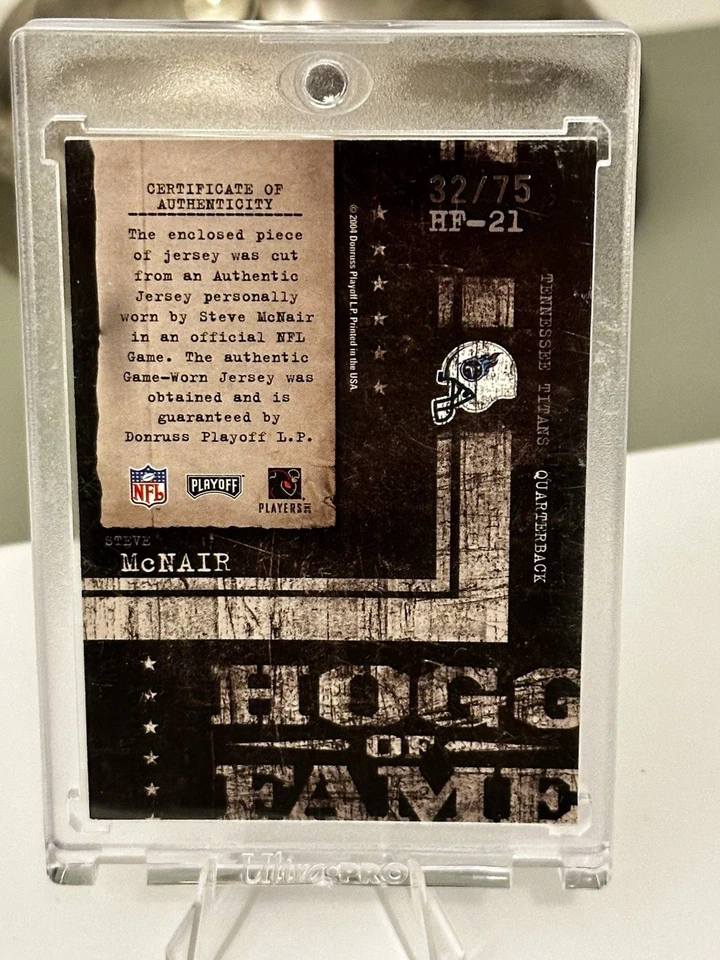 CERTIFICATE OF
AUTHENTICITY
The enclosed piece
of jersey was cut
from an Authentic
Jersey personally
worn by Steve McNair
in an official NFL
Game. The authentic
Game-Worn Jersey was
obtained and is
guaranteed by
Donruss Playoff L.P.
NFL
PLAYOFF
PLAYERS INC
© 2004 Donruss Playoff L.P. Printed in the USA.
32/75
HF-21
TENNESSEE TITANS QUARTERBACK
STEVE
McNAIR
HOGG
OF
FAME
Ultra PRO